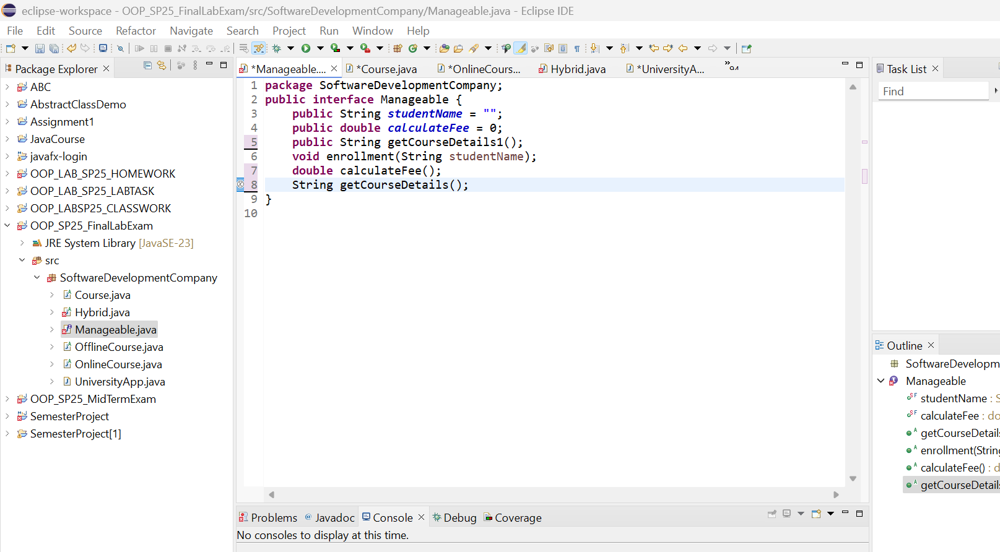 eclipse-workspace - OOP_SP25_FinalLabExam/src/SoftwareDevelopmentCompany/Manageable.java - Eclipse IDE
File Edit Source Refactor Navigate Search Project Run Window Help
Package Explorer
ABC
AbstractClassDemo
Assignment1
JavaCourse
javafx-login
OOP_LAB_SP25_HOMEWORK
OOP_LAB_SP25_LABTASK
OOP_LABSP25_CLASSWORK
OOP_SP25_FinalLabExam
JRE System Library [JavaSE-23]
src
SoftwareDevelopmentCompany
Course.java
Hybrid.java
Manageable.java
OfflineCourse.java
OnlineCourse.java
UniversityApp.java
OOP_SP25_MidTermExam
SemesterProject
SemesterProject[1]
*Manageable.... *Course.java *OnlineCours... Hybrid.java *UniversityA...
1 package SoftwareDevelopmentCompany;
2 public interface Manageable {
3 public String studentName = "";
4 public double calculateFee = 0;
5 public String getCourseDetails1();
6 void enrollment(String studentName);
7 double calculateFee();
8 String getCourseDetails();
9 }
10
Task List
Find
Outline
SoftwareDevelopm
Manageable
studentName : S
calculateFee : do
getCourseDetails
enrollment(String
calculateFee() : d
getCourseDetails
Problems Javadoc Console Debug Coverage
No consoles to display at this time.